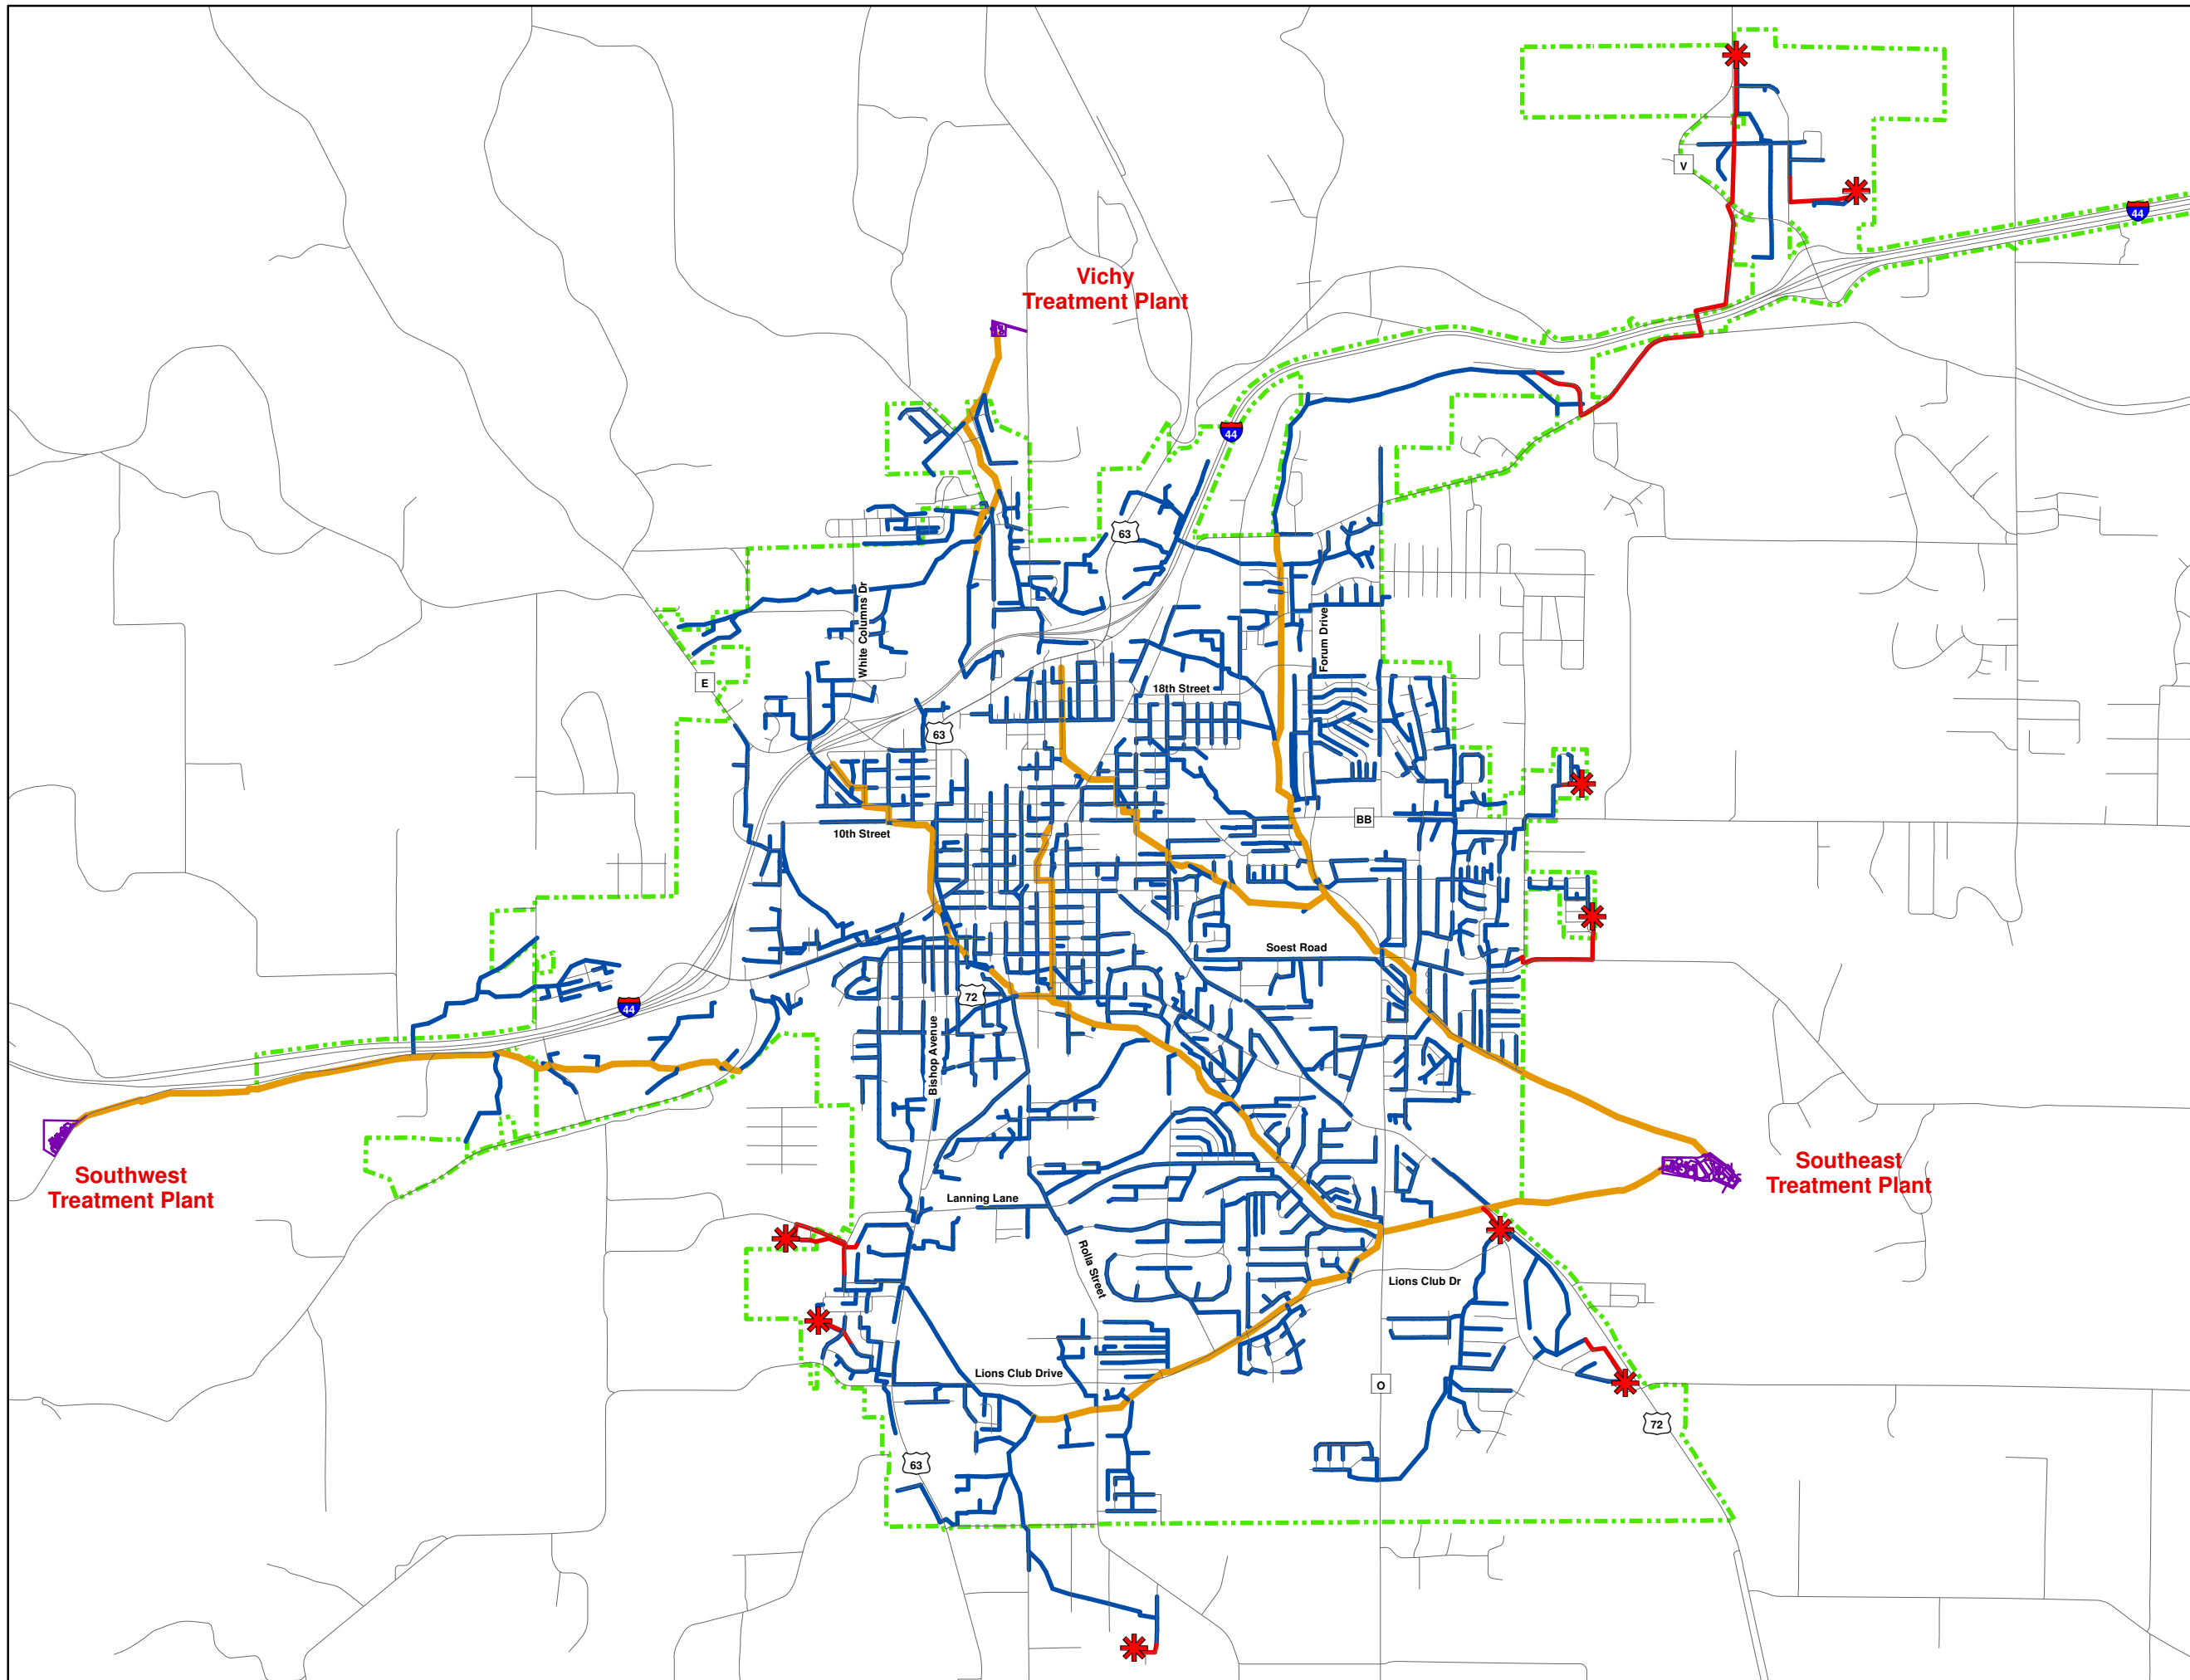 V
44
Vichy
Treatment Plant
44
63
White Columns Dr
Forum Drive
E
18th Street
63
BB
10th Street
Soest Road
72
44
Bishop Avenue
Southwest
Treatment Plant
Southeast
Treatment Plant
Lanning Lane
Rolla Street
Lions Club Dr
Lions Club Drive
O
72
63